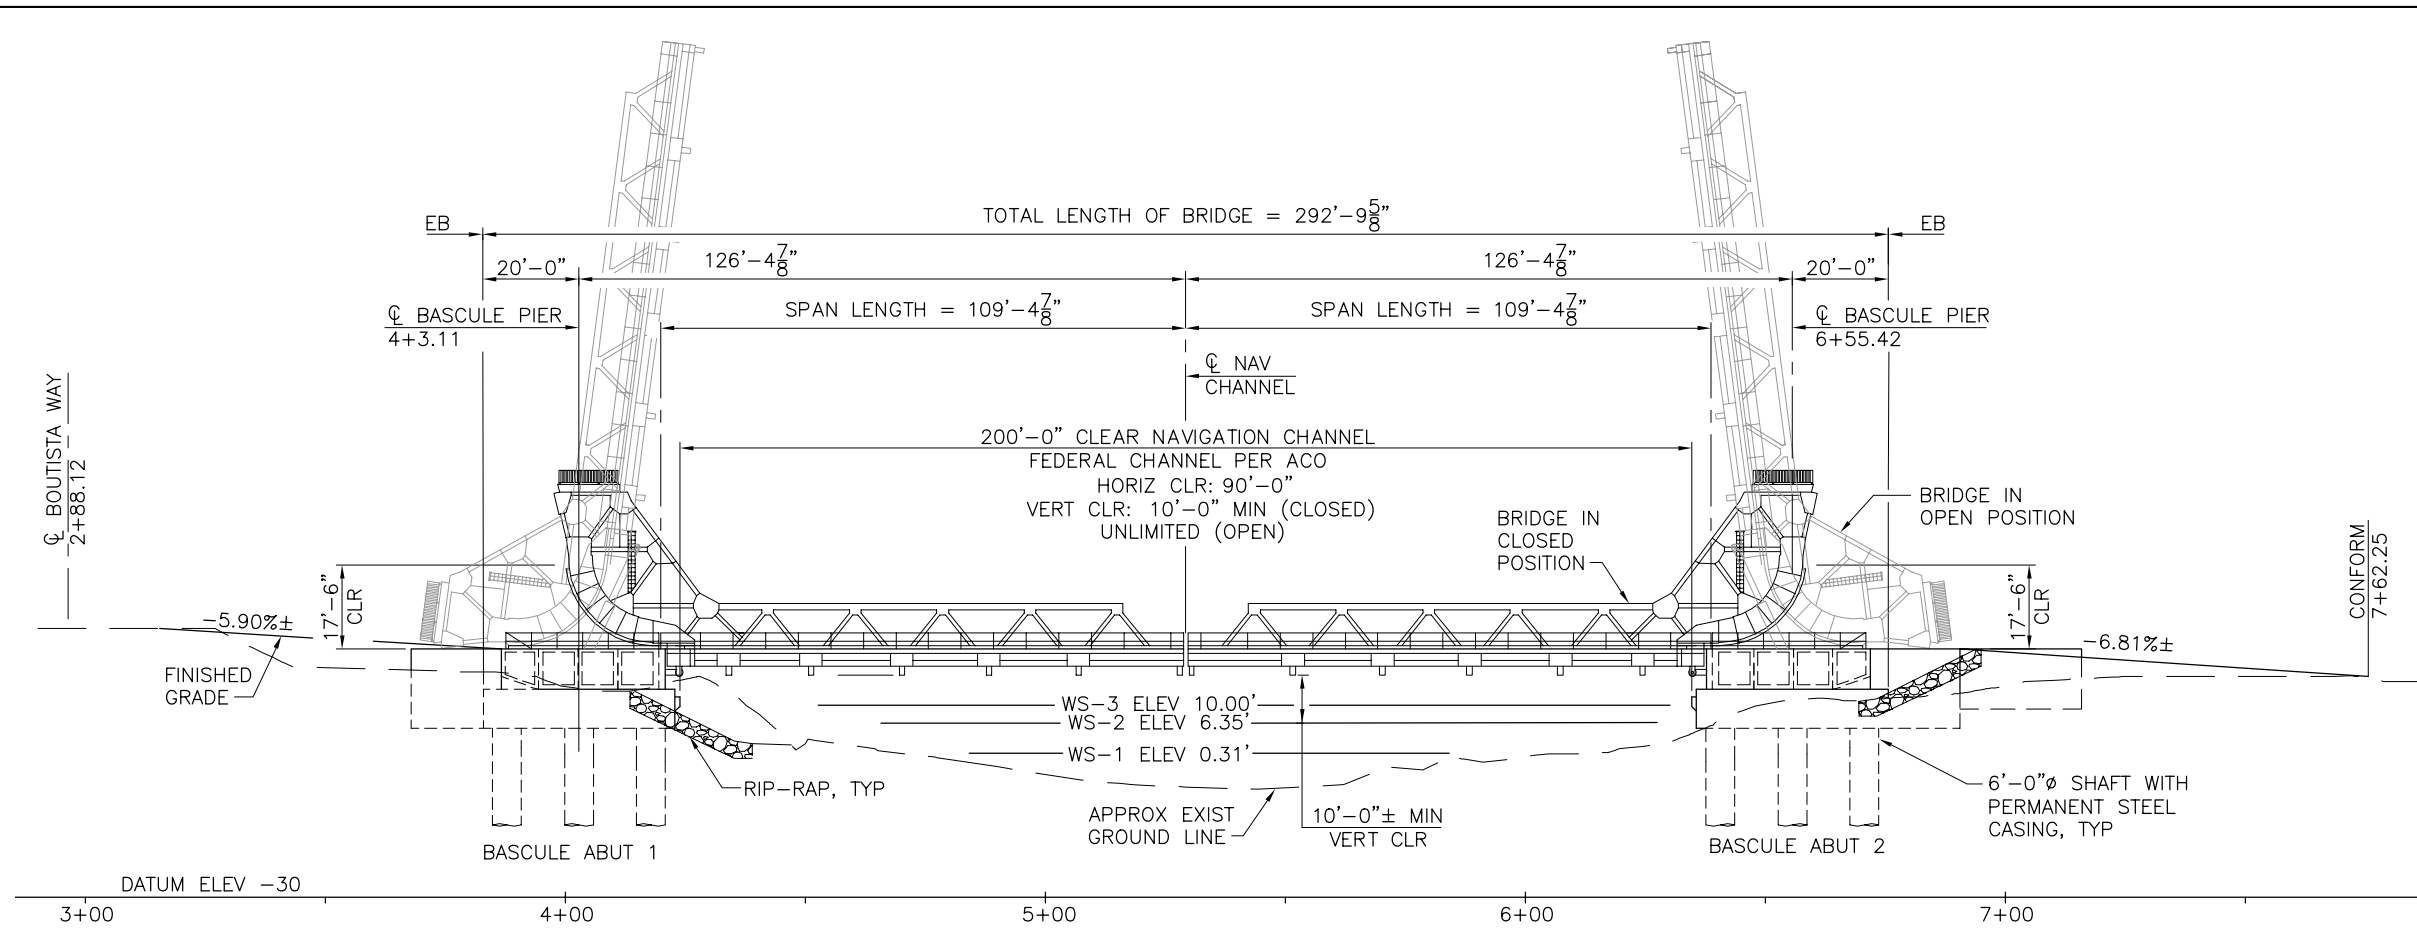 TOTAL LENGTH OF BRIDGE = 292'-9 5/8"
EB
EB
20'-0"
126'-4 7/8"
126'-4 7/8"
20'-0"
SPAN LENGTH = 109'-4 7/8"
SPAN LENGTH = 109'-4 7/8"
℄ BASCULE PIER
4+3.11
℄ BASCULE PIER
6+55.42
℄ NAV
CHANNEL
℄ BOUTISTA WAY
2+88.12
200'-0" CLEAR NAVIGATION CHANNEL
FEDERAL CHANNEL PER ACO
HORIZ CLR: 90'-0"
VERT CLR: 10'-0" MIN (CLOSED)
UNLIMITED (OPEN)
BRIDGE IN
CLOSED
POSITION
BRIDGE IN
OPEN POSITION
CONFORM
7+62.25
17'-6"
CLR
17'-6"
CLR
-5.90%±
-6.81%±
FINISHED
GRADE
WS-3 ELEV 10.00'
WS-2 ELEV 6.35'
WS-1 ELEV 0.31'
RIP-RAP, TYP
APPROX EXIST
GROUND LINE
10'-0"± MIN
VERT CLR
6'-0"ø SHAFT WITH
PERMANENT STEEL
CASING, TYP
BASCULE ABUT 1
BASCULE ABUT 2
DATUM ELEV -30
3+00
4+00
5+00
6+00
7+00